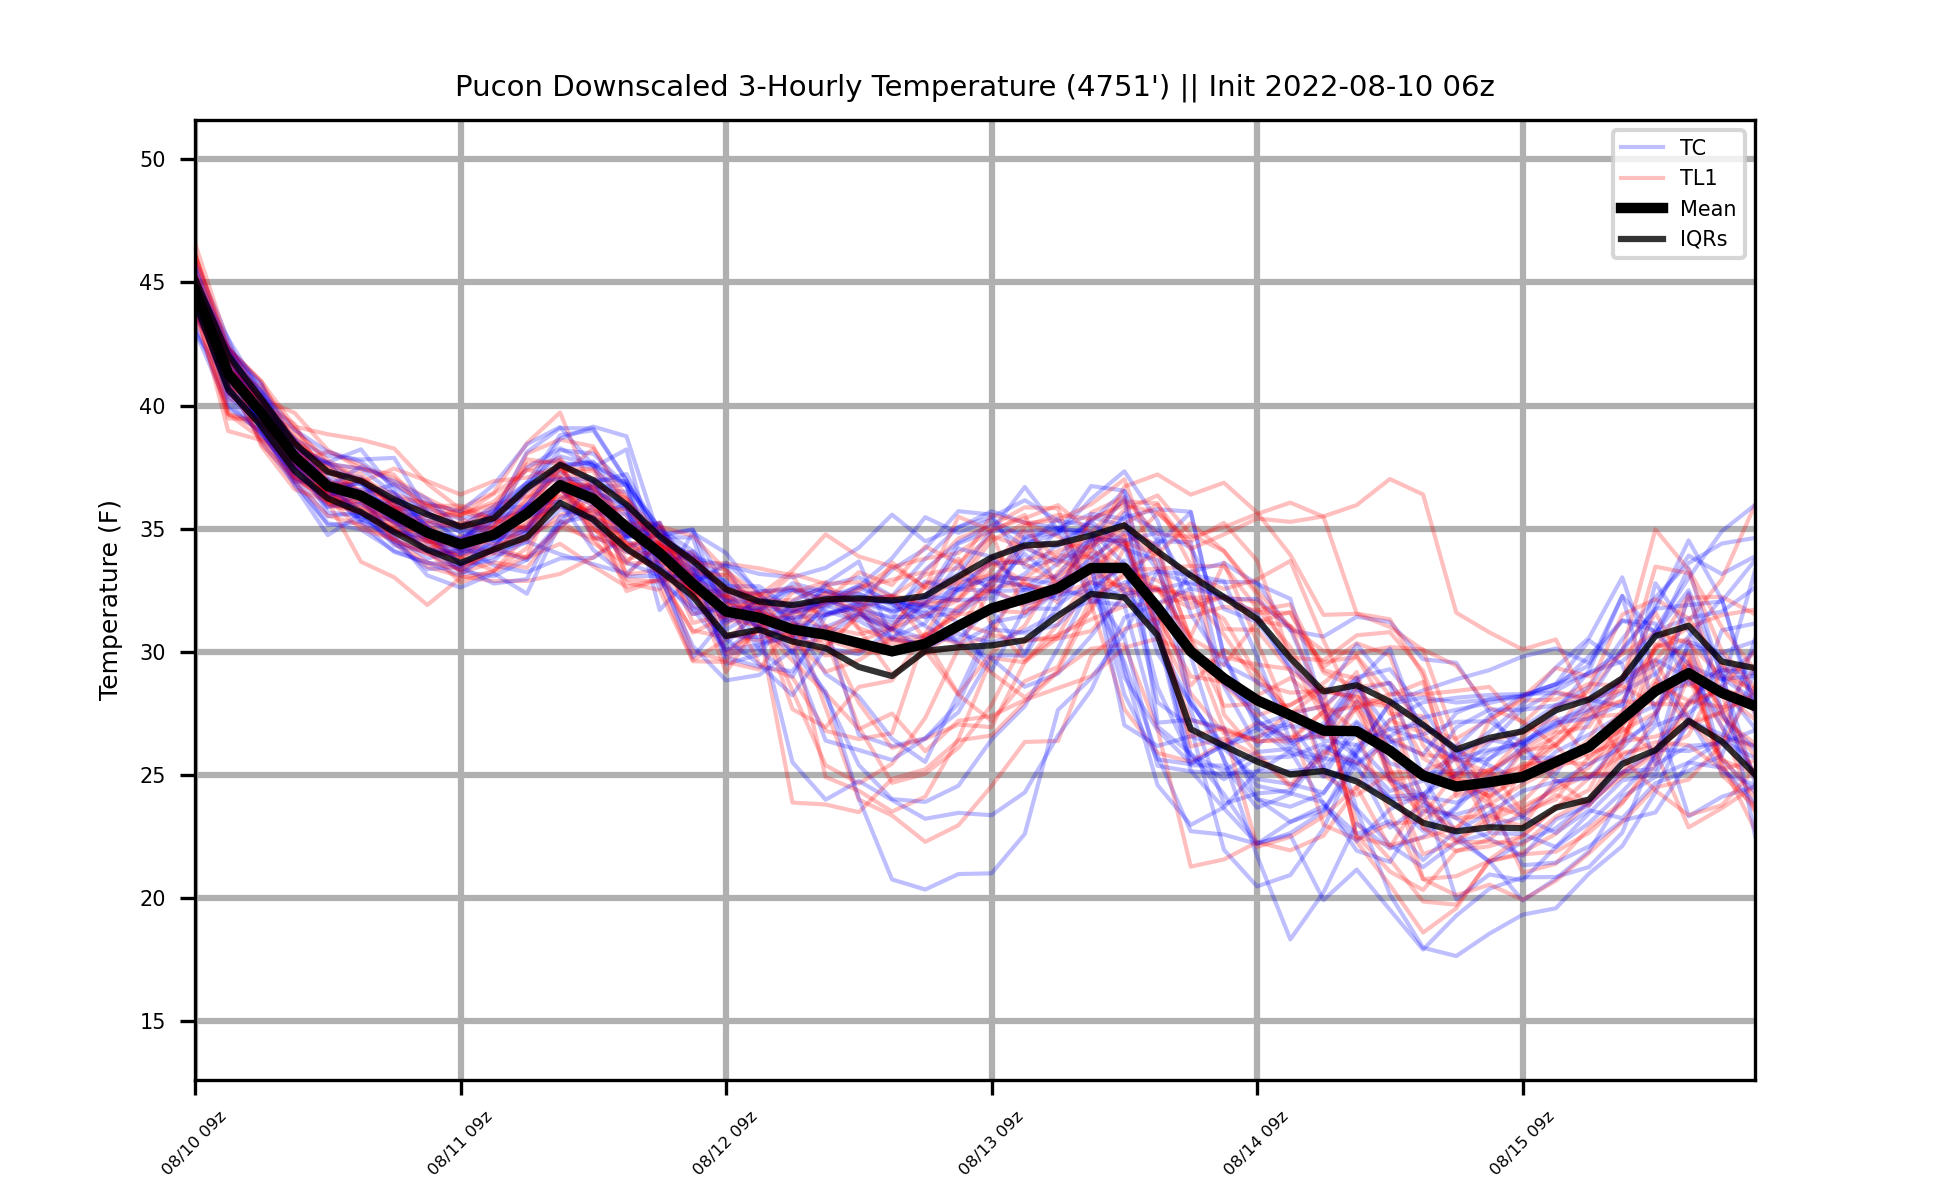 Pucon Downscaled 3-Hourly Temperature (4751') || Init 2022-08-10 06z
TC
TL1
Mean
IQRs
Temperature (F)
50
45
40
35
30
25
20
15
08/10 09z
08/11 09z
08/12 09z
08/13 09z
08/14 09z
08/15 09z